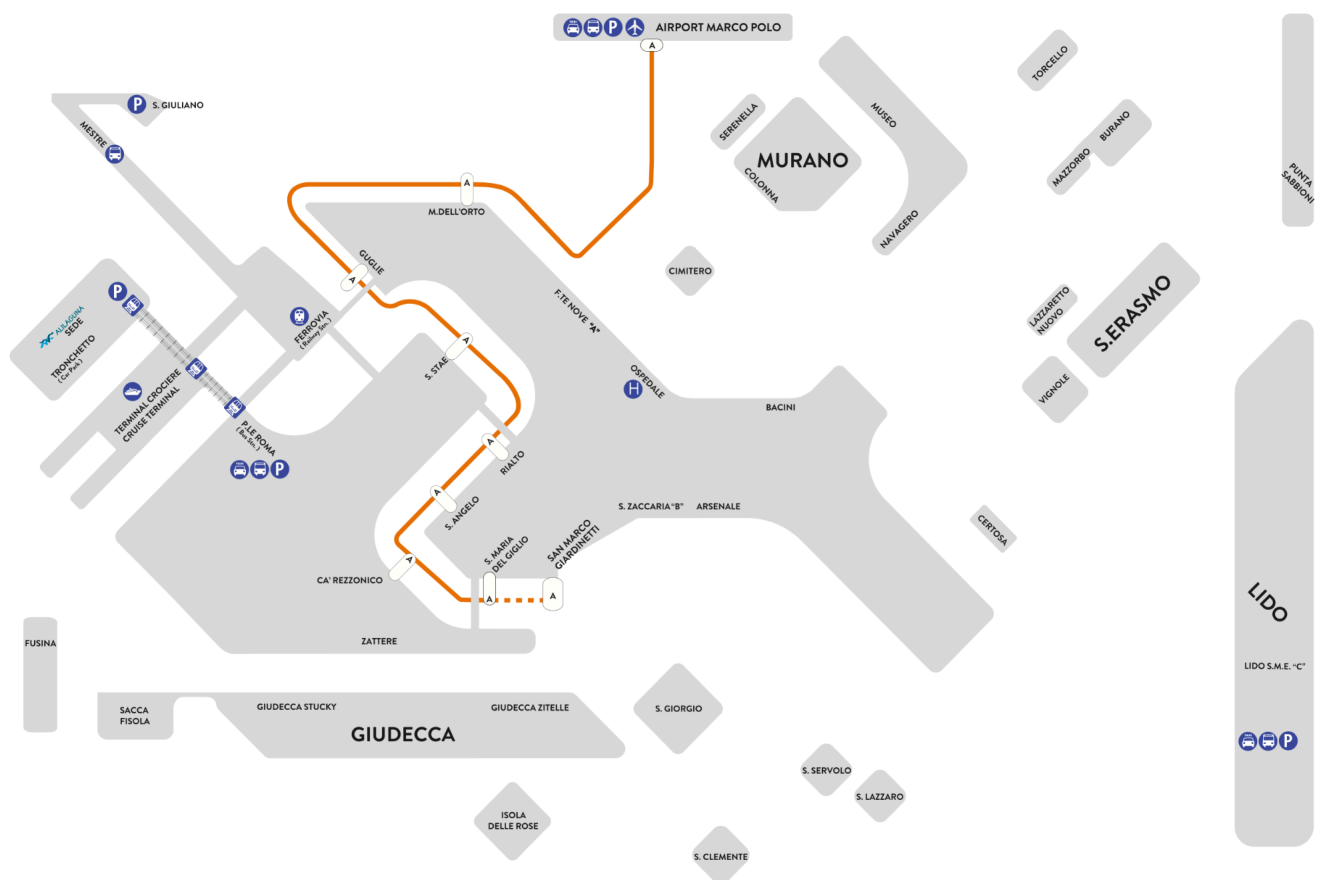 AIRPORT MARCO POLO
P
A
P
S. GIULIANO
MESTRE
SERENELLA
MURANO
COLONNA
MUSEO
NAVAGERO
TORCELLO
BURANO
MAZZORBO
PUNTA
SABBIONI
A
M.DELL'ORTO
GUGLIE
A
CIMITERO
F.TE NOVE "A"
LAZZARETTO
NUOVO
S.ERASMO
VIGNOLE
P
ALILAGUNA
SEDE
TRONCHETTO
( Car Park )
FERROVIA
( Railway Stn. )
TERMINAL CROCIERE
CRUISE TERMINAL
P.LE ROMA
( Bus Stn. )
P
A
S. STAE
OSPEDALE
H
BACINI
A
RIALTO
A
S. ANGELO
S. ZACCARIA "B"
ARSENALE
CERTOSA
S. MARIA
DEL GIGLIO
SAN MARCO
GIARDINETTI
A
CA' REZZONICO
A
A
ZATTERE
LIDO
LIDO S.M.E. "C"
P
FUSINA
SACCA
FISOLA
GIUDECCA STUCKY
GIUDECCA ZITELLE
GIUDECCA
S. GIORGIO
S. SERVOLO
S. LAZZARO
ISOLA
DELLE ROSE
S. CLEMENTE